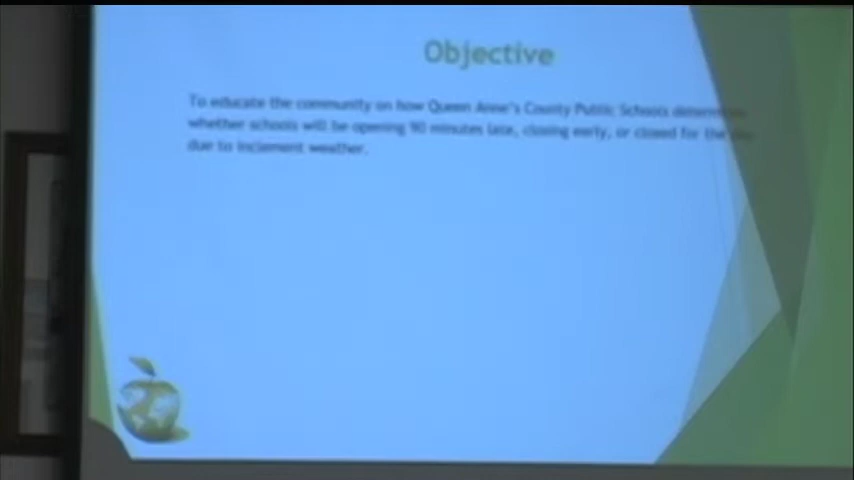 Objective
To educate the community on how Queen Anne's County Public Schools determine
whether schools will be opening 90 minutes late, closing early, or closed for the
due to inclement weather.